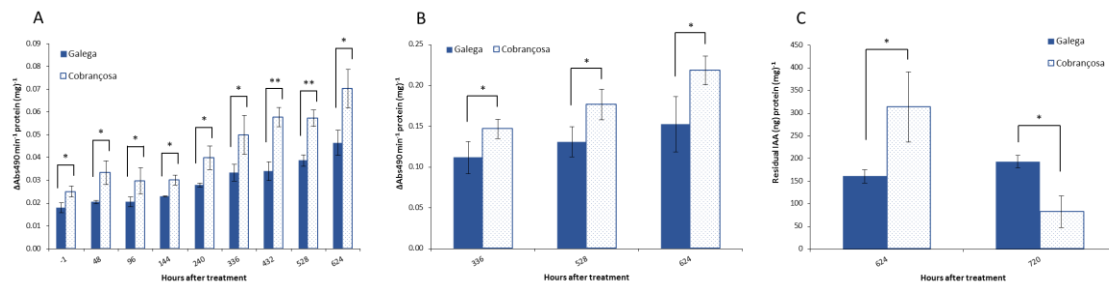 A
ΔAbs490min⁻¹ protein (mg)⁻¹
0.09
0.08
0.07
0.06
0.05
0.04
0.03
0.02
0.01
0.00
Galega
Cobrançosa
*
*
*
*
*
*
**
**
*
-1 48 96 144 240 336 432 528 624
Hours after treatment
B
ΔAbs490min⁻¹ protein (mg)⁻¹
0.25
0.20
0.15
0.10
0.05
0.00
Galega Cobrançosa
*
*
*
336 528 624
Hours after treatment
C
Residual IAA (ng) protein (mg)⁻¹
450
400
350
300
250
200
150
100
50
0
Galega
Cobrançosa
*
*
624 720
Hours after treatment